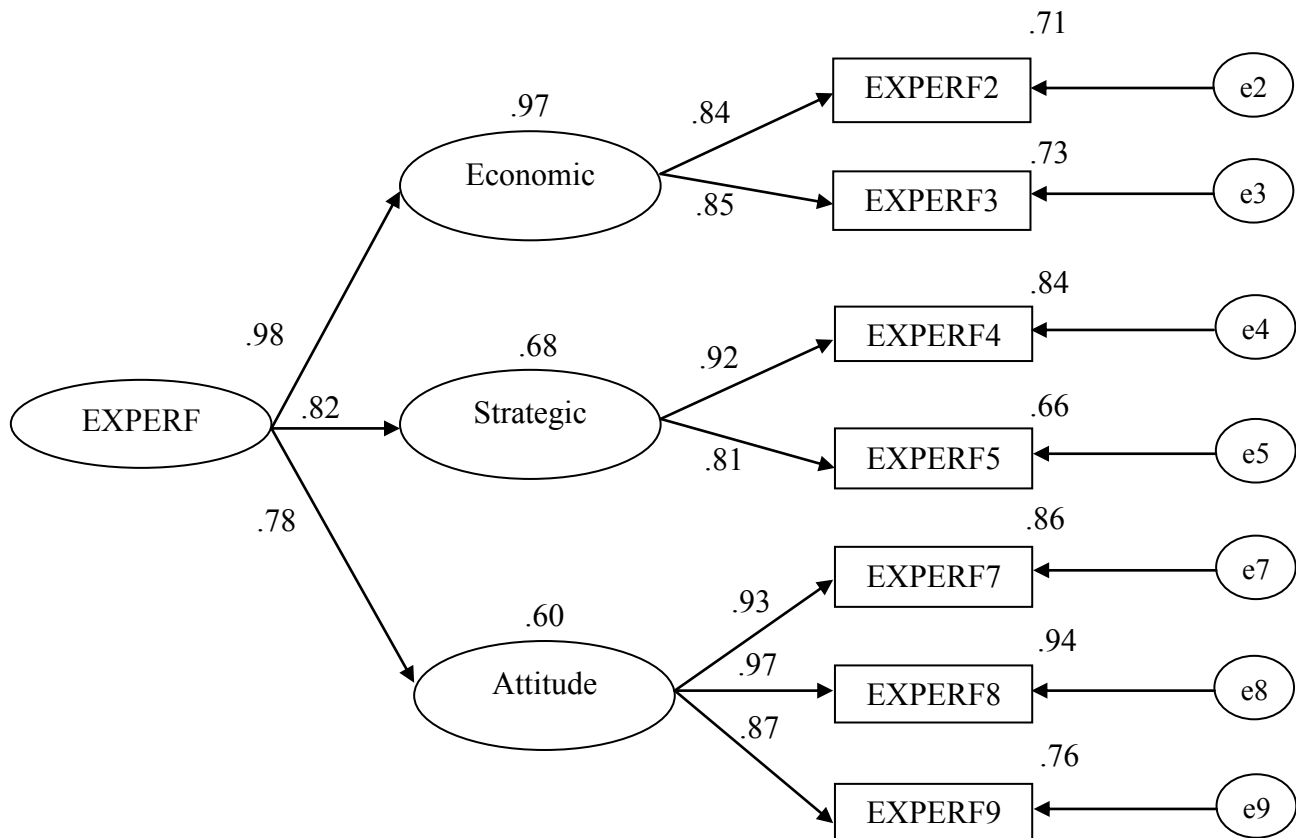 .71
EXPERF2
e2
.97
.84
Economic
.73
.85
EXPERF3
e3
.84
EXPERF4
e4
.98
.68
.92
EXPERF
.82
Strategic
.66
.81
EXPERF5
e5
.78
.86
EXPERF7
e7
.60
.93
.94
Attitude
.97
EXPERF8
e8
.87
.76
EXPERF9
e9